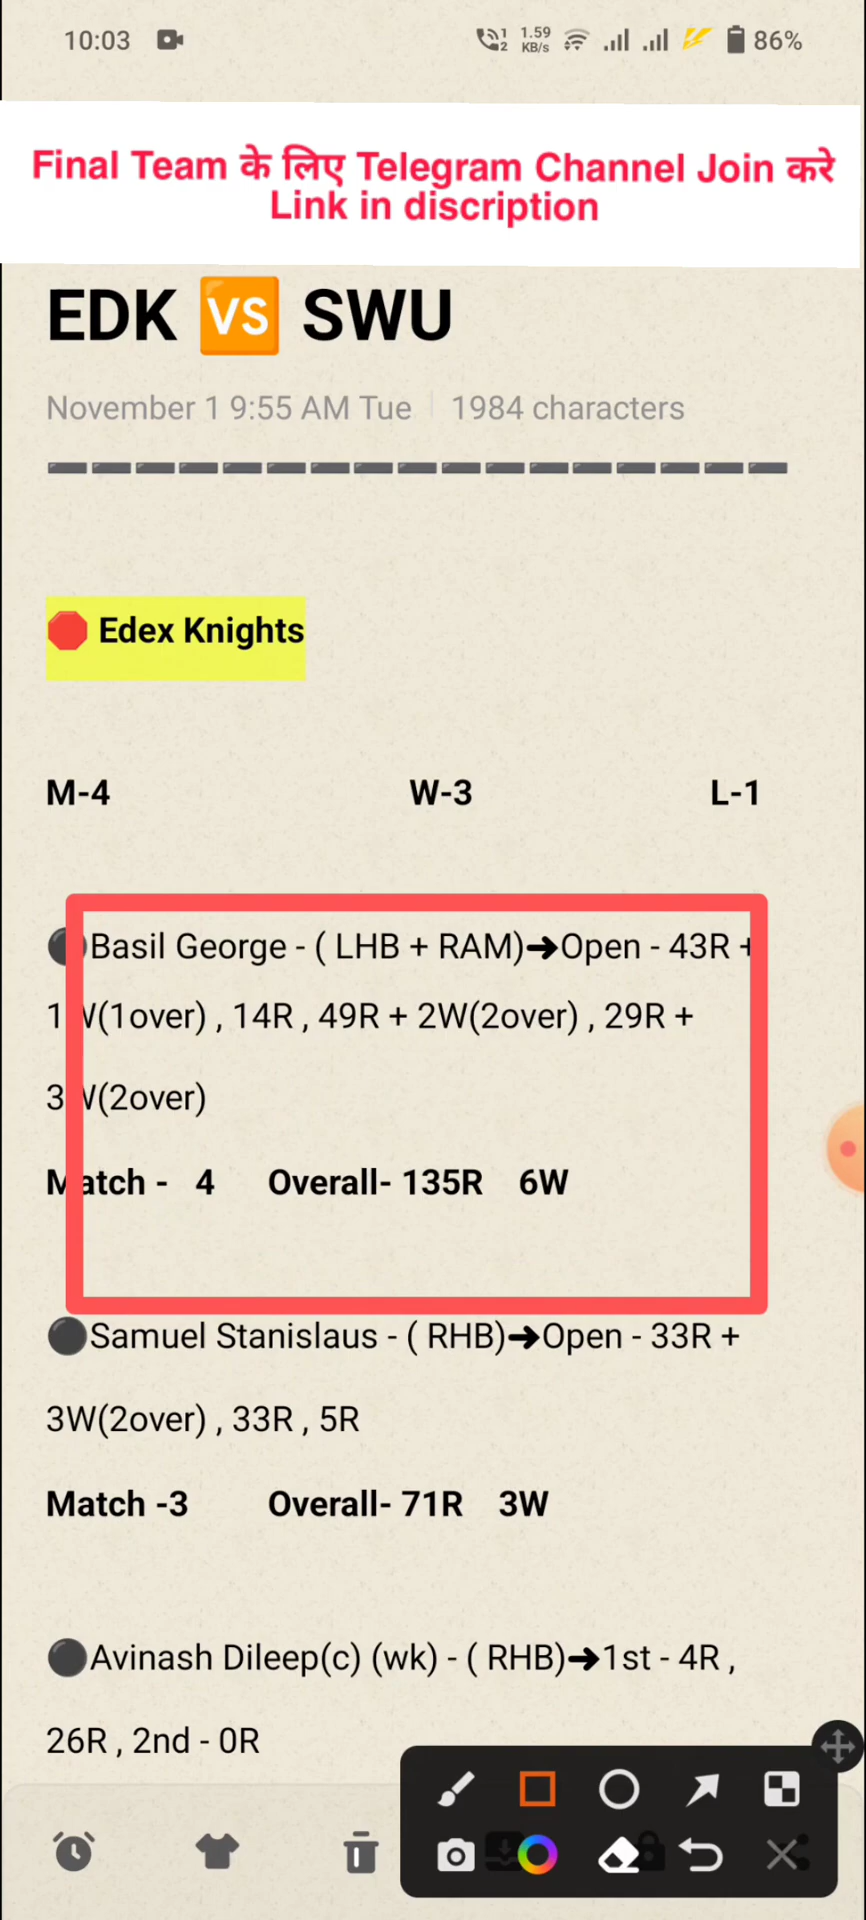 10:03 1.59 KB/s 86%
Final Team के लिए Telegram Channel Join करे
Link in discription
EDK VS SWU
November 1 9:55 AM Tue | 1984 characters
Edex Knights
M-4 W-3 L-1
Basil George - ( LHB + RAM)➔Open - 43R +
1W(1over) , 14R , 49R + 2W(2over) , 29R +
3W(2over)
Match - 4 Overall- 135R 6W
Samuel Stanislaus - ( RHB)➔Open - 33R +
3W(2over) , 33R , 5R
Match -3 Overall- 71R 3W
Avinash Dileep(c) (wk) - ( RHB)➔1st - 4R ,
26R , 2nd - 0R